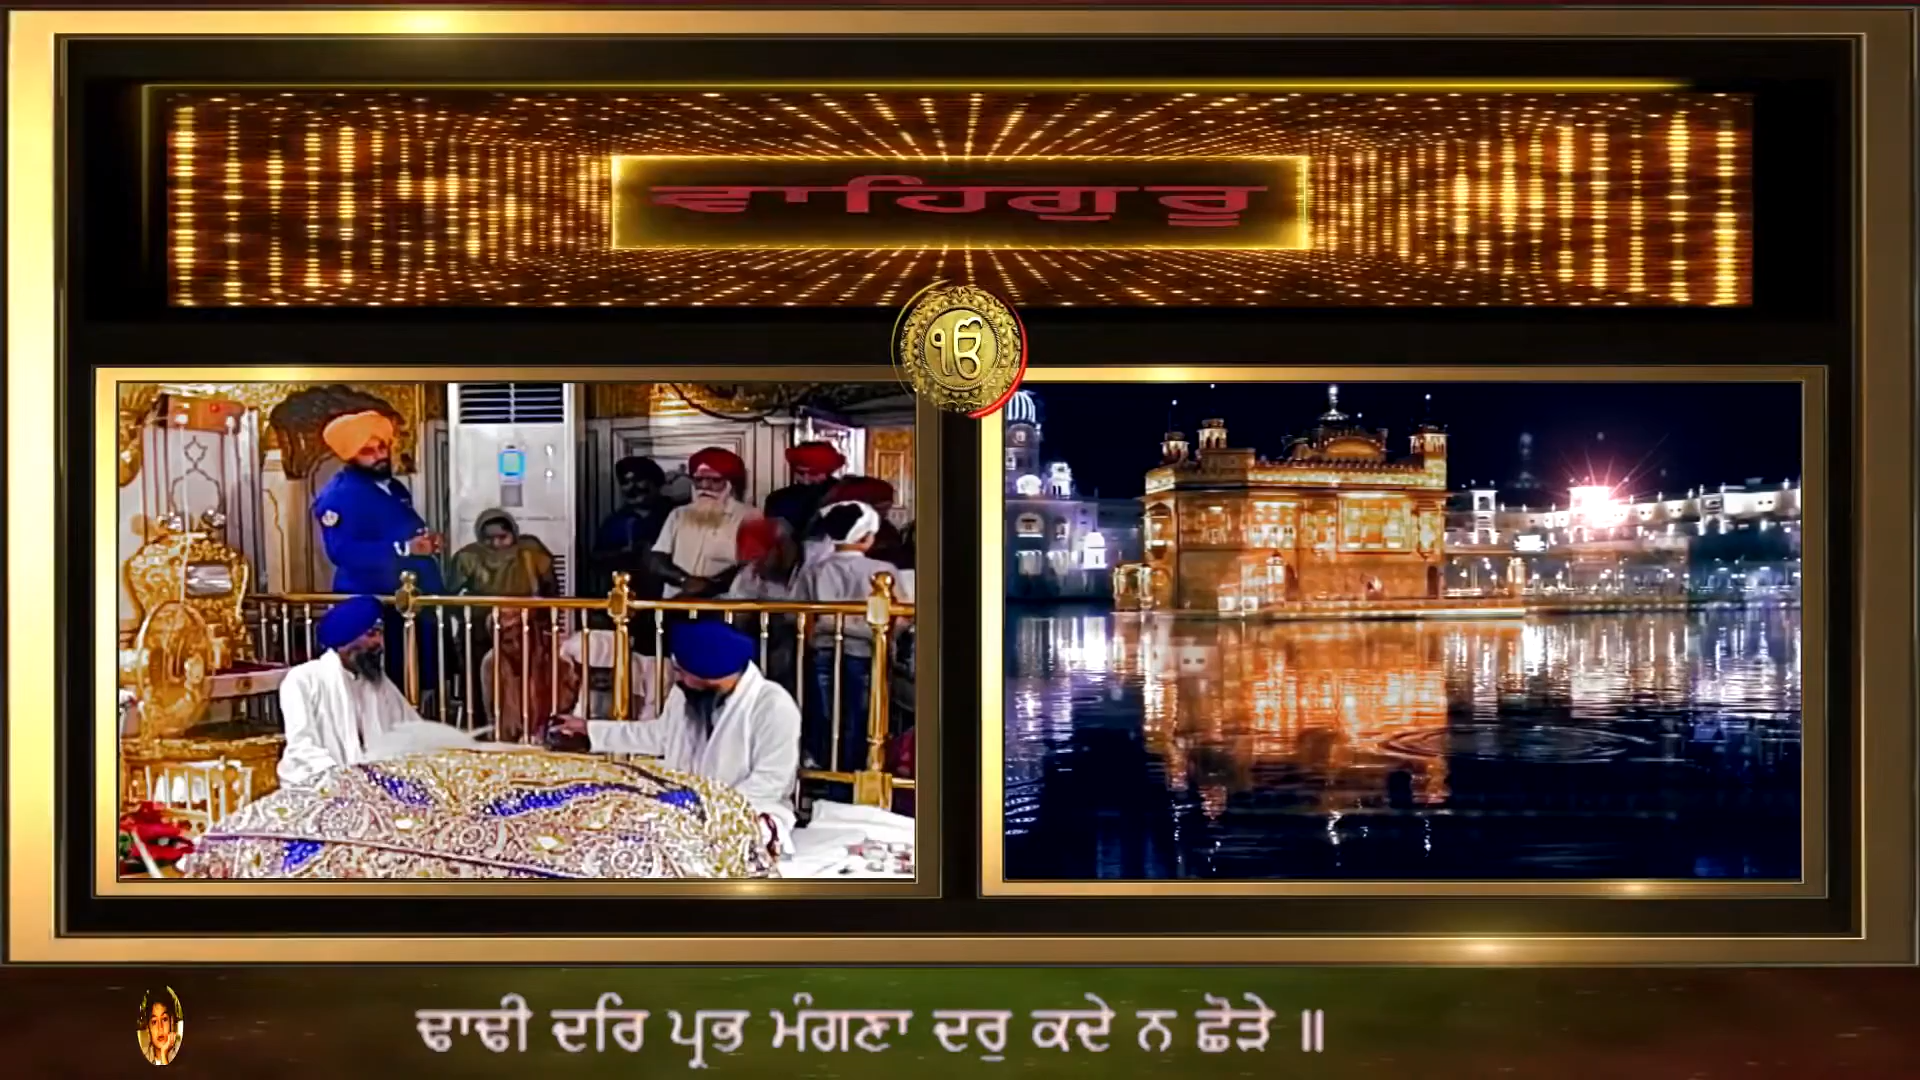 ਵਾਹਿਗੁਰੂ
ੴ
ਢਾਢੀ ਦਰਿ ਪ੍ਰਭ ਮੰਗਣਾ ਦਰੁ ਕਦੇ ਨ ਛੋੜੇ ॥